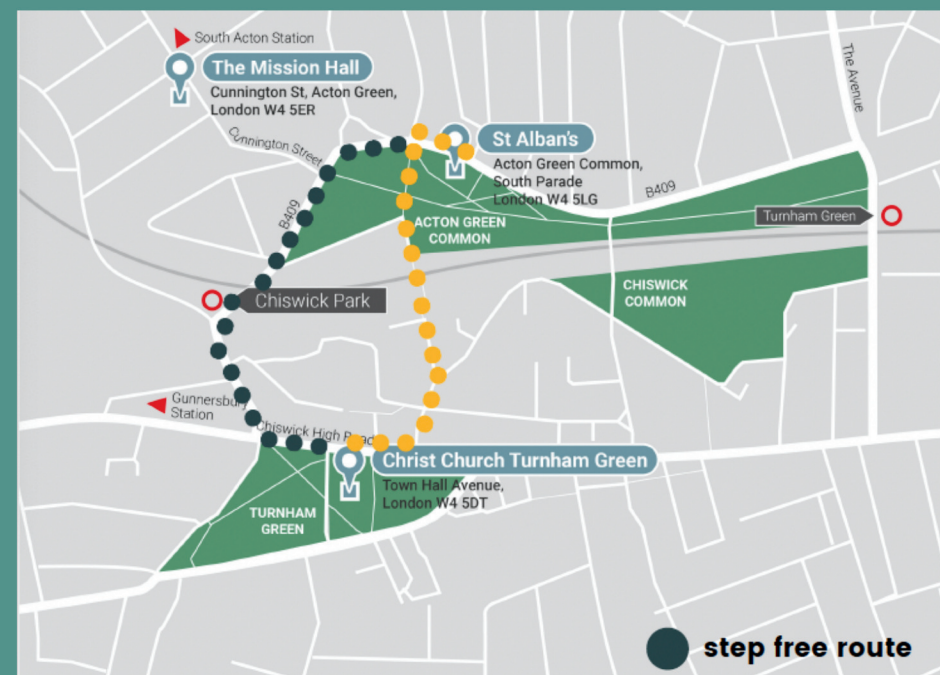 South Acton Station
The Mission Hall
Cunnington St, Acton Green,
London W4 5ER
The Avenue
Cunnington Street
St Alban's
Acton Green Common,
South Parade
London W4 5LG
B409
B409
Turnham Green
ACTON GREEN
COMMON
CHISWICK
COMMON
Chiswick Park
Gunnersbury
Station
Chiswick High Road
Christ Church Turnham Green
Town Hall Avenue,
London W4 5DT
TURNHAM
GREEN
step free route